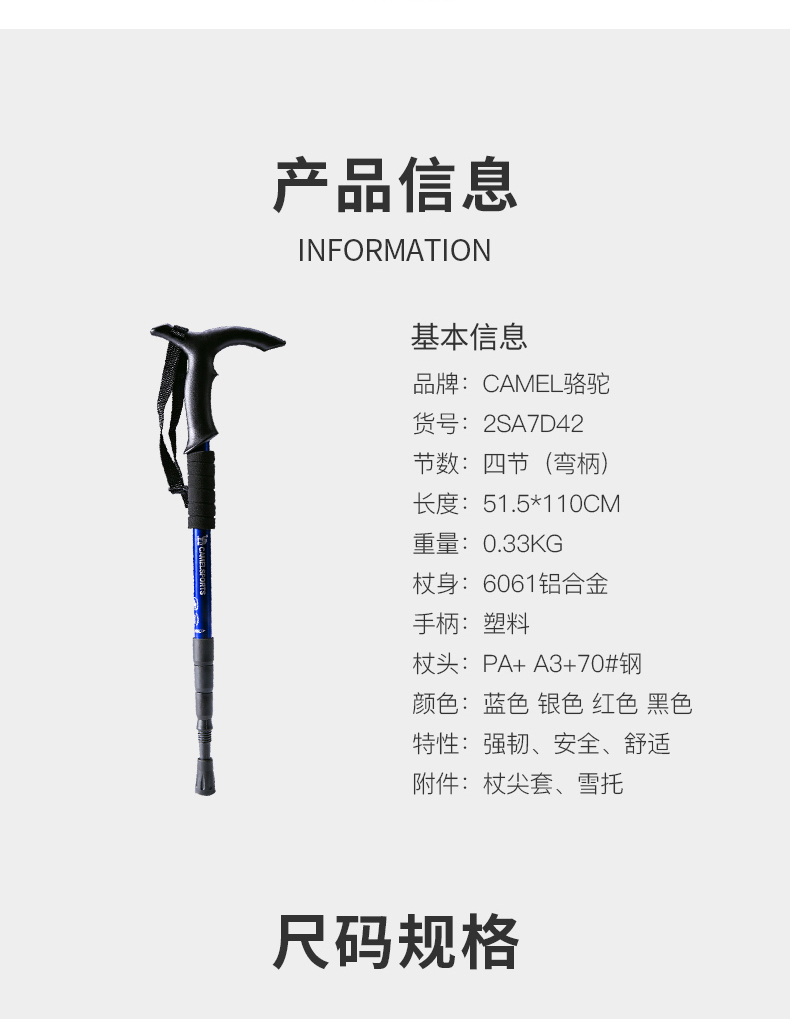 产品信息
INFORMATION
基本信息
品牌：CAMEL骆驼
货号：2SA7D42
节数：四节（弯柄）
长度：51.5*110CM
重量：0.33KG
杖身：6061铝合金
手柄：塑料
杖头：PA+ A3+70#钢
颜色：蓝色 银色 红色 黑色
特性：强韧、安全、舒适
附件：杖尖套、雪托
CAMELSPORTS
尺码规格